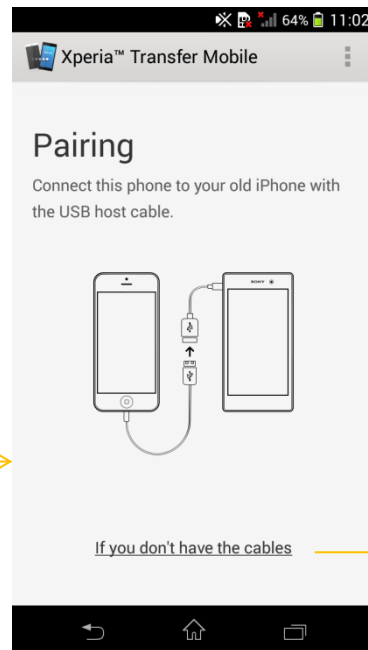 64% 11:02
Xperia™ Transfer Mobile
Pairing
Connect this phone to your old iPhone with
the USB host cable.
SONY
If you don't have the cables